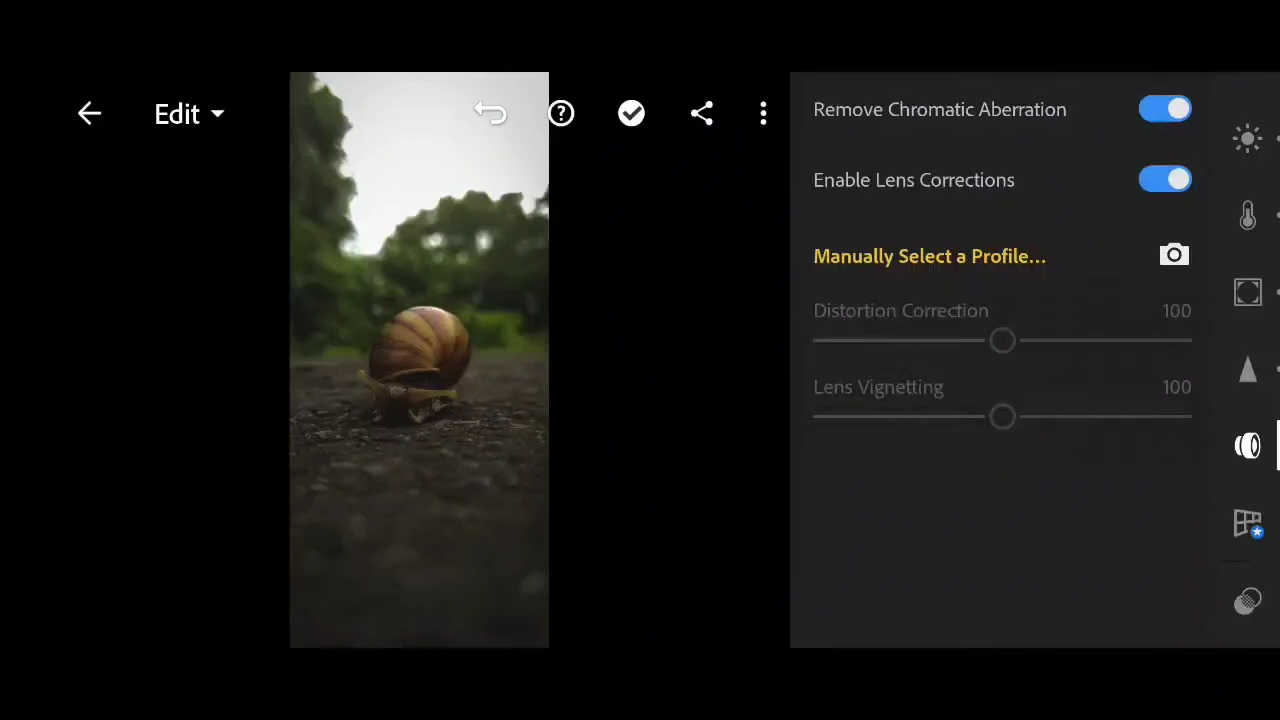 Edit
Remove Chromatic Aberration
Enable Lens Corrections
Manually Select a Profile...
Distortion Correction 100
Lens Vignetting 100